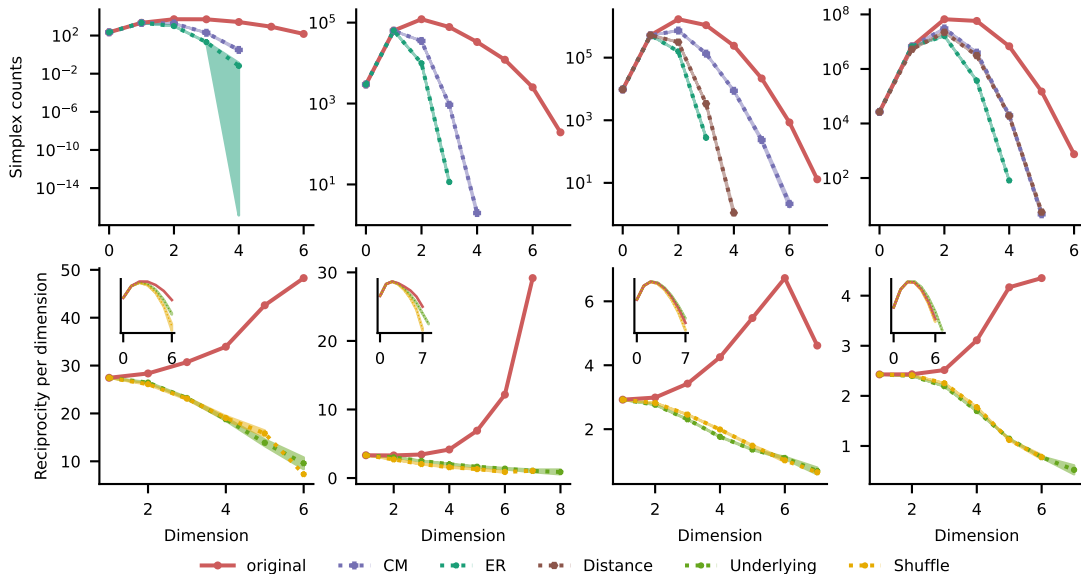 Simplex counts
10^2
10^−2
10^−6
10^−10
10^−14
0 2 4 6
10^5
10^3
10^1
0 2 4 6
10^5
10^3
10^1
0 2 4 6
10^8
10^6
10^4
10^2
0 2 4 6
Reciprocity per dimension
50
40
30
20
10
0 6
2 4 6
Dimension
30
20
10
0
0 7
2 4 6 8
Dimension
6
4
2
0 7
2 4 6
Dimension
4
3
2
1
0 6
2 4 6
Dimension
original CM ER Distance Underlying Shuffle